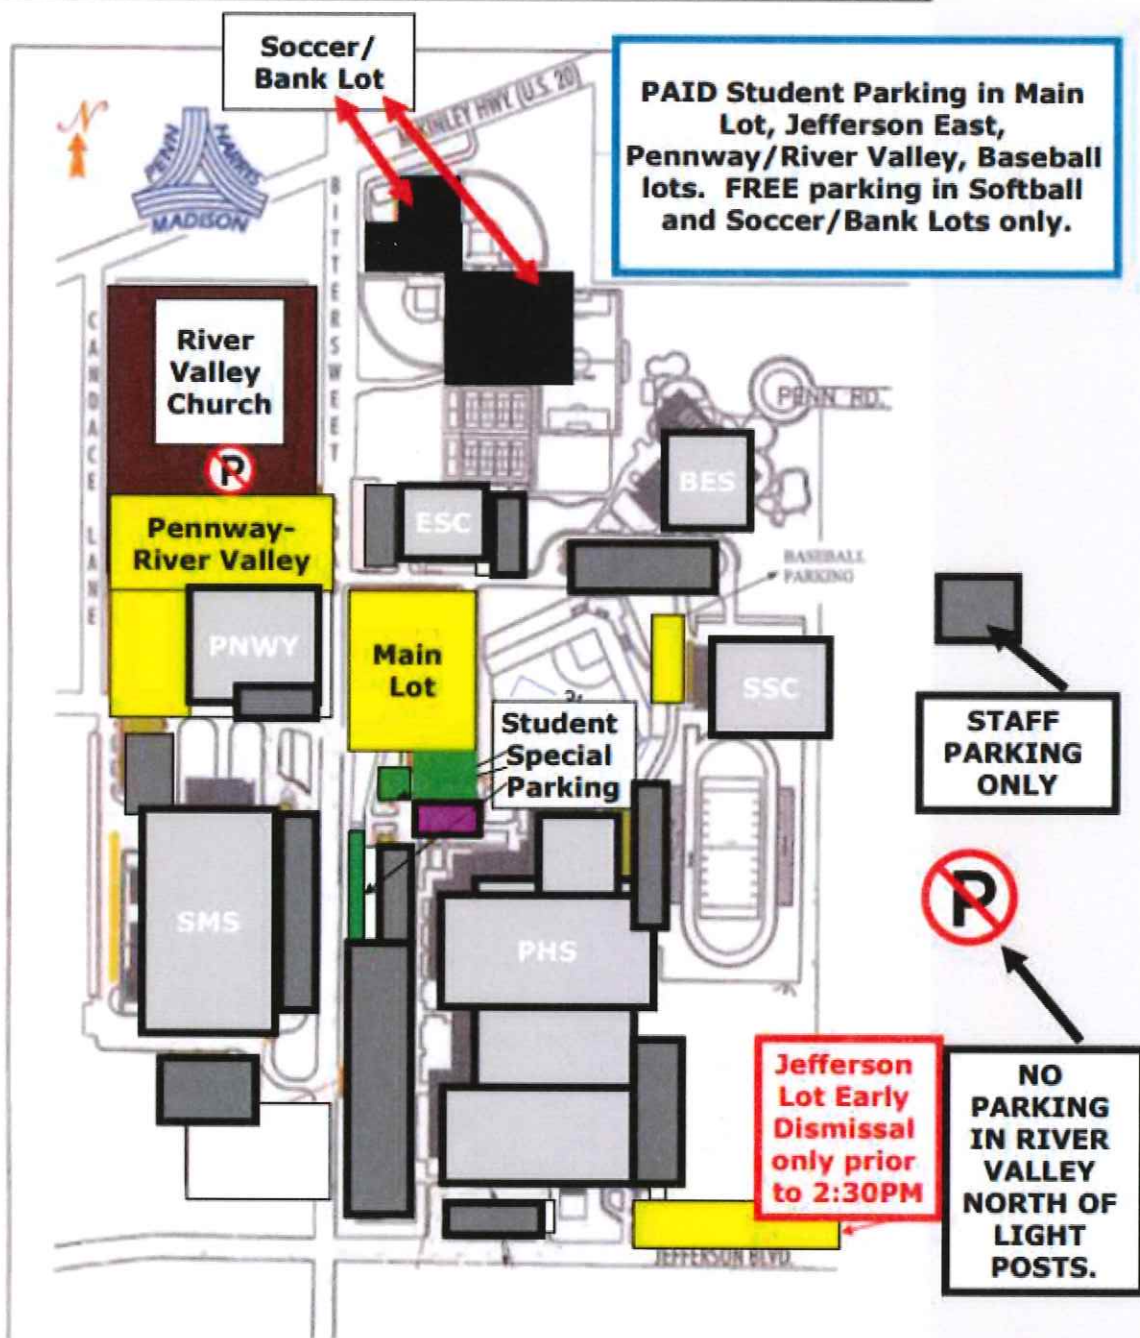 Soccer/
Bank Lot
McKINLEY HWY. (U.S. 20)
N
PENN
HARRIS
MADISON
PAID Student Parking in Main
Lot, Jefferson East,
Pennway/River Valley, Baseball
lots.  FREE parking in Softball
and Soccer/Bank Lots only.
CANDACE LANE
BITTERSWEET
River
Valley
Church
P
PENN RD.
Pennway-
River Valley
ESC
BES
BASEBALL
PARKING
PNWY
Main
Lot
SSC
Student
Special
Parking
STAFF
PARKING
ONLY
SMS
PHS
P
Jefferson
Lot Early
Dismissal
only prior
to 2:30PM
NO
PARKING
IN RIVER
VALLEY
NORTH OF
LIGHT
POSTS.
JEFFERSON BLVD.